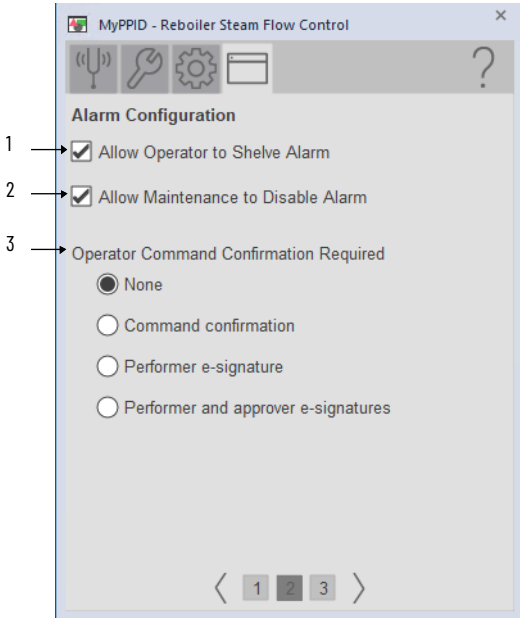 MyPPID - Reboiler Steam Flow Control
?
Alarm Configuration
1
Allow Operator to Shelve Alarm
2
Allow Maintenance to Disable Alarm
3
Operator Command Confirmation Required
None
Command confirmation
Performer e-signature
Performer and approver e-signatures
1 2 3